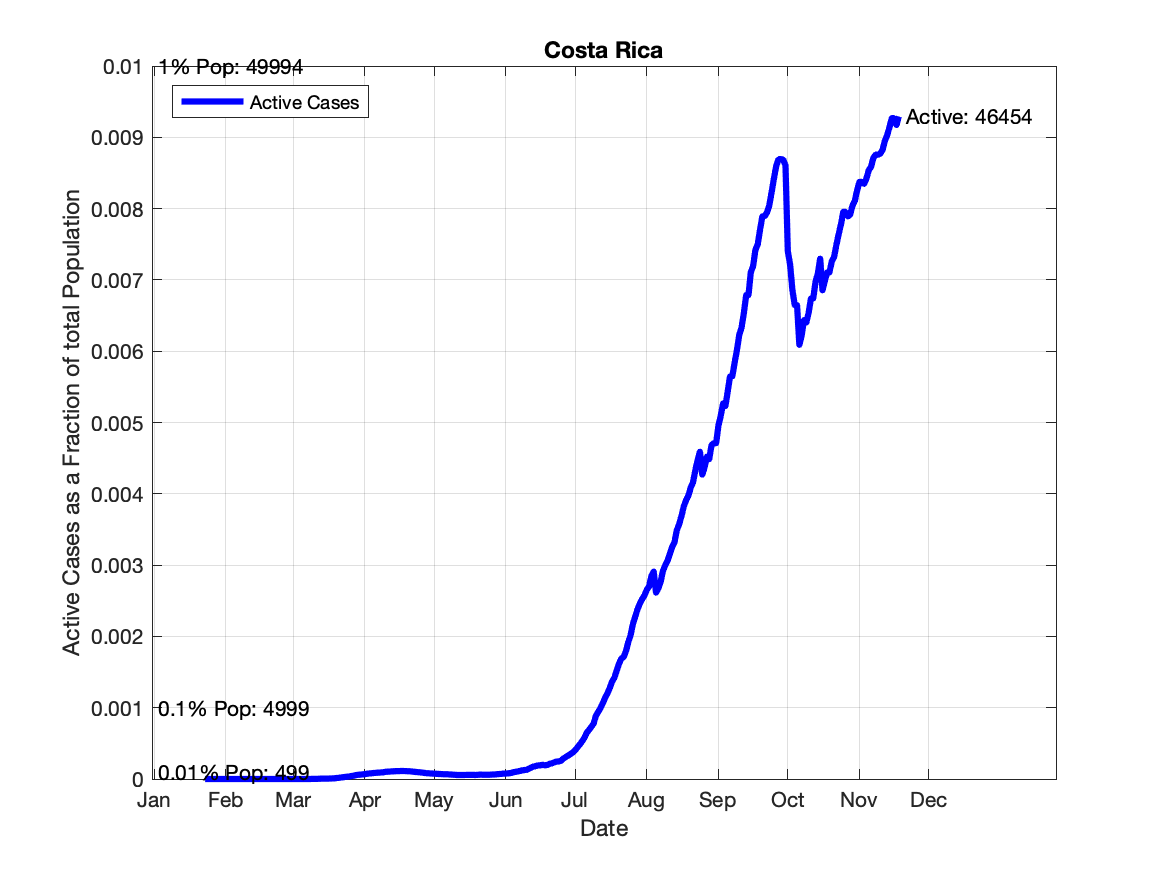 Costa Rica
0.01
1% Pop: 49994
Active Cases
0.009
Active: 46454
0.008
0.007
0.006
0.005
0.004
0.003
0.002
0.001
0.1% Pop: 4999
0
0.01% Pop: 499
Active Cases as a Fraction of total Population
Jan Feb Mar Apr May Jun Jul Aug Sep Oct Nov Dec
Date